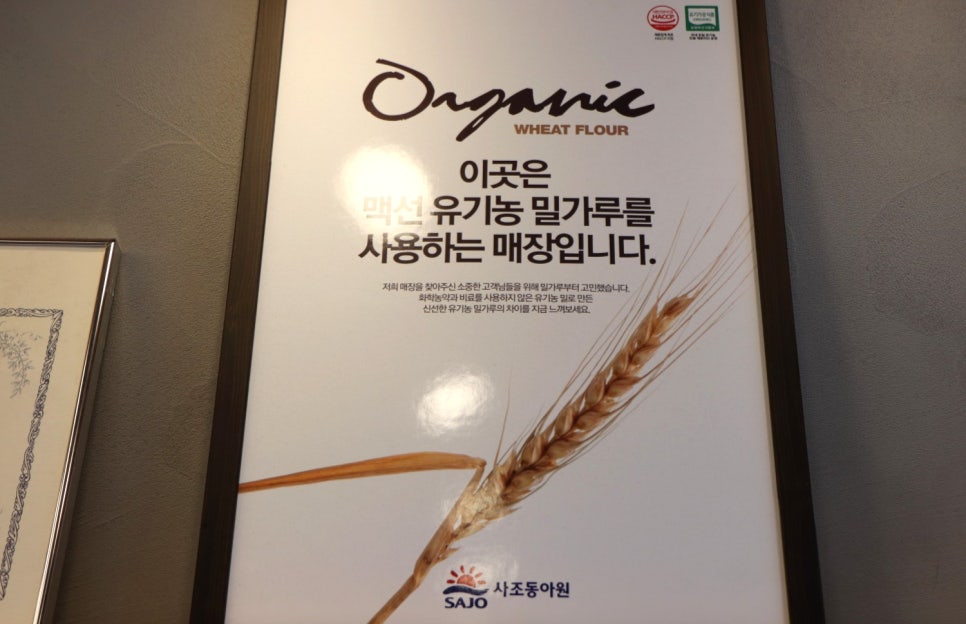 HACCP
Organic
WHEAT FLOUR
이곳은
맥선 유기농 밀가루를
사용하는 매장입니다.
저희 매장을 찾아주신 소중한 고객님들을 위해 밀가루부터 고민했습니다.
화학농약과 비료를 사용하지 않은 유기농 밀로 만든
신선한 유기농 밀가루의 차이를 지금 느껴보세요.
SAJO 사조동아원